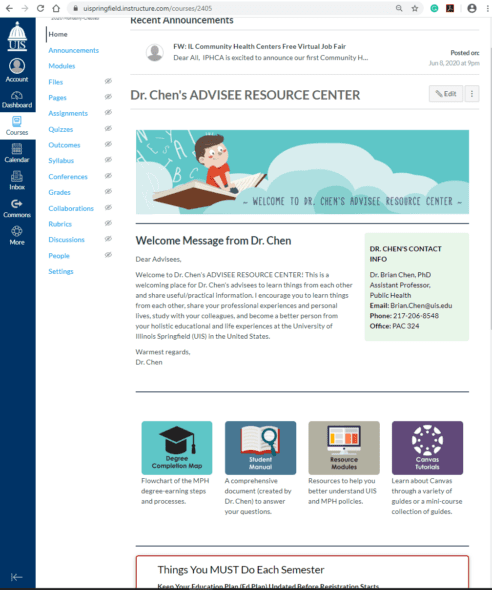 uispringfield.instructure.com/courses/2405
Recent Announcements
UIS
Account
Dashboard
Courses
Calendar
Inbox
Commons
More
Home
Announcements
Modules
Files
Pages
Assignments
Quizzes
Outcomes
Syllabus
Conferences
Grades
Collaborations
Rubrics
Discussions
People
Settings
FW: IL Community Health Centers Free Virtual Job Fair
Dear All, IPHCA is excited to announce our first Community H...
Posted on:
Jun 8, 2020 at 9pm
Dr. Chen's ADVISEE RESOURCE CENTER
Edit
– WELCOME TO DR. CHEN'S ADVISEE RESOURCE CENTER –
Welcome Message from Dr. Chen
Dear Advisees,
Welcome to Dr. Chen's ADVISEE RESOURCE CENTER! This is a
welcoming place for Dr. Chen's advisees to learn things from each other
and share useful/practical information. I encourage you to learn things
from each other, share your professional experiences and personal
lives, study with your colleagues, and become a better person from
your holistic educational and life experiences at the University of
Illinois Springfield (UIS) in the United States.
Warmest regards,
Dr. Chen
DR. CHEN'S CONTACT
INFO
Dr. Brian Chen, PhD
Assistant Professor,
Public Health
Email: Brian.Chen@uis.edu
Phone: 217-206-8548
Office: PAC 324
Degree
Completion Map
Flowchart of the MPH
degree-earning steps
and processes.
Student
Manual
A comprehensive
document (created by
Dr. Chen) to answer
your questions.
Resource
Modules
Resources to help you
better understand UIS
and MPH policies.
Canvas
Tutorials
Learn about Canvas
through a variety of
guides or a mini-course
collection of guides.
Things You MUST Do Each Semester
Keep Your Education Plan (Ed Plan) Updated Before Registration Starts